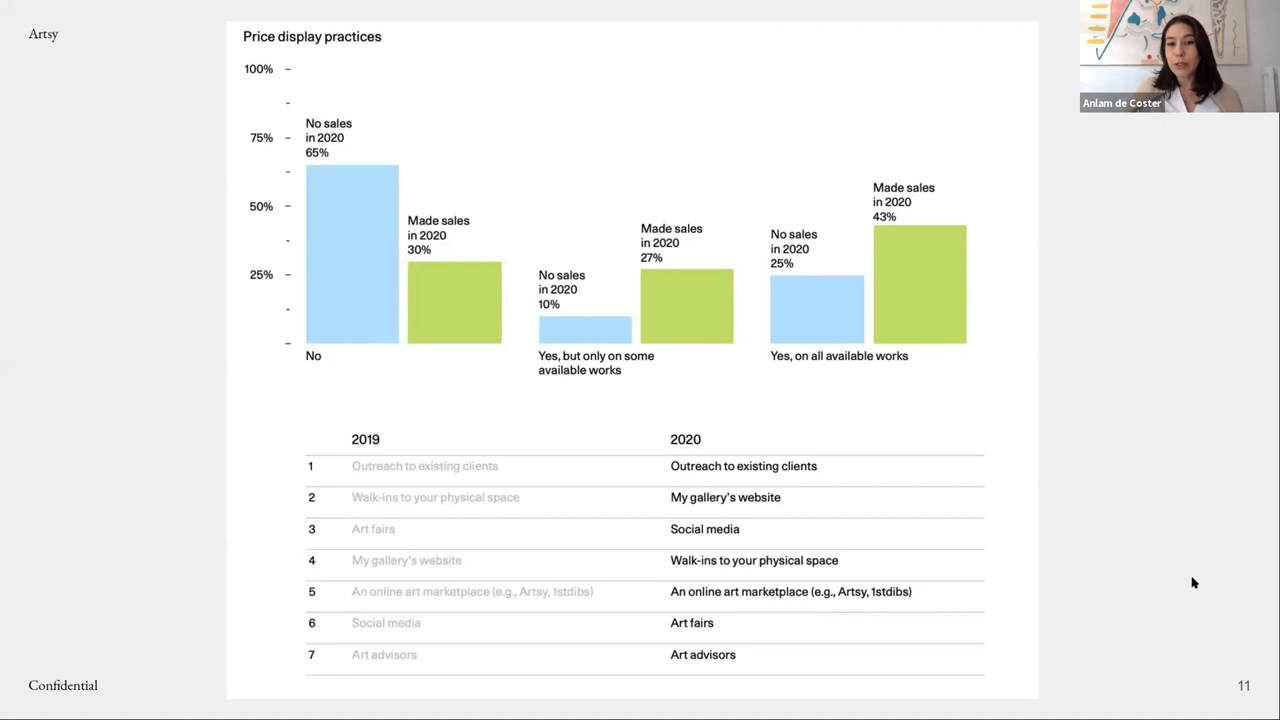 Artsy
Price display practices
100%
75%
50%
25%
No sales
in 2020
65%
Made sales
in 2020
30%
No sales
in 2020
10%
Made sales
in 2020
27%
No sales
in 2020
25%
Made sales
in 2020
43%
No
Yes, but only on some
available works
Yes, on all available works
2019 2020
1 Outreach to existing clients Outreach to existing clients
2 Walk-ins to your physical space My gallery's website
3 Art fairs Social media
4 My gallery's website Walk-ins to your physical space
5 An online art marketplace (e.g., Artsy, 1stdibs) An online art marketplace (e.g., Artsy, 1stdibs)
6 Social media Art fairs
7 Art advisors Art advisors
Confidential
11
Anlam de Coster